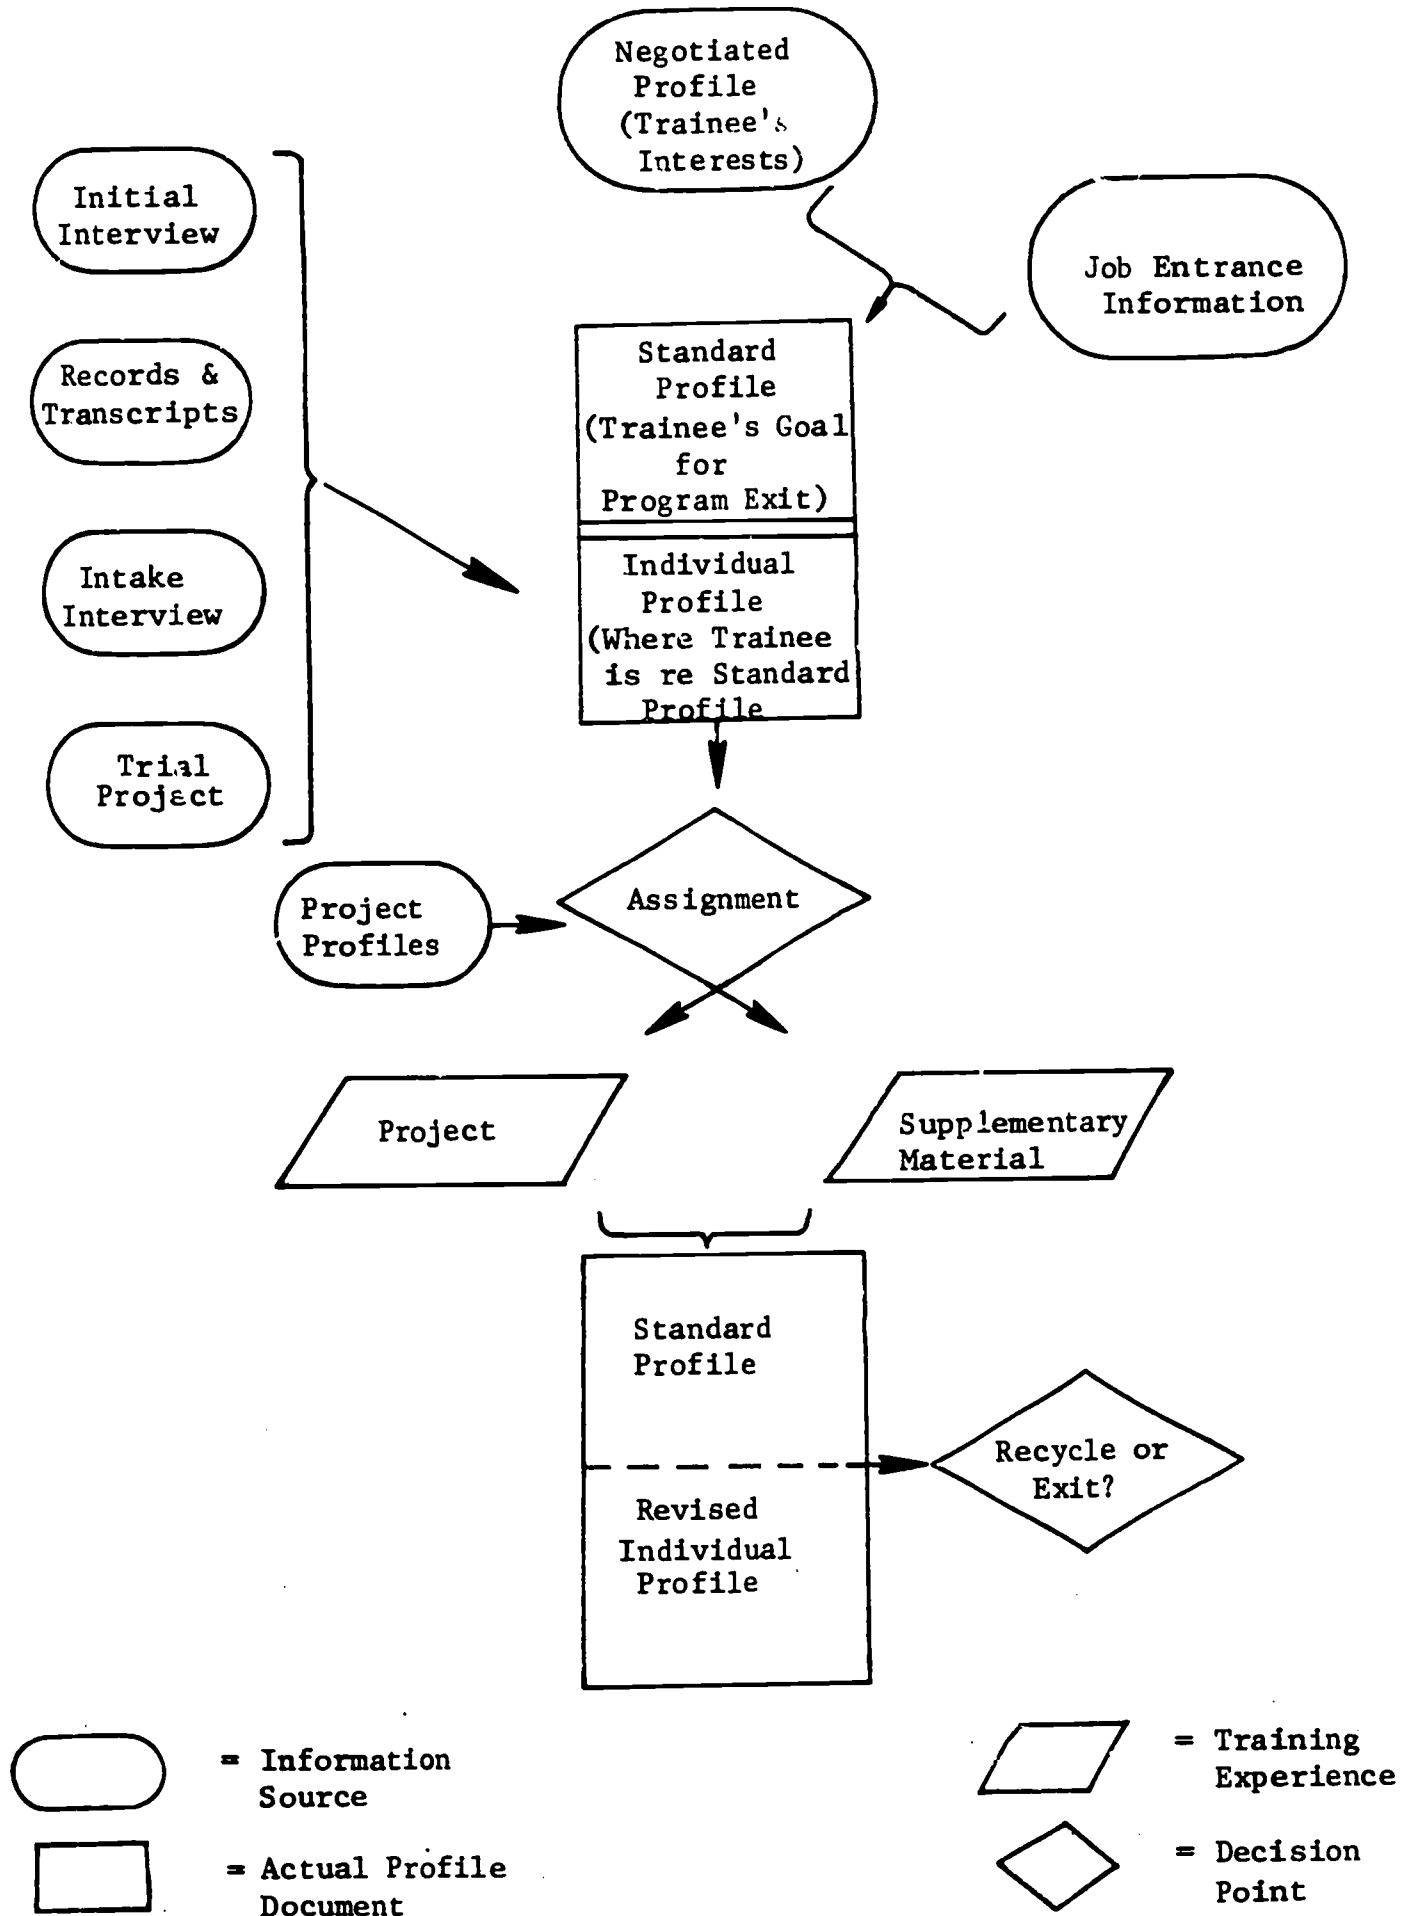 Negotiated
Profile
(Trainee's
Interests)
Initial
Interview
Job Entrance
Information
Records &
Transcripts
Standard
Profile
(Trainee's Goal
for
Program Exit)
Intake
Interview
Individual
Profile
(Where Trainee
is re Standard
Profile
Trial
Project
Project
Profiles
Assignment
Project
Supplementary
Material
Standard
Profile
Recycle or
Exit?
Revised
Individual
Profile
= Information
Source
= Training
Experience
= Actual Profile
Document
= Decision
Point